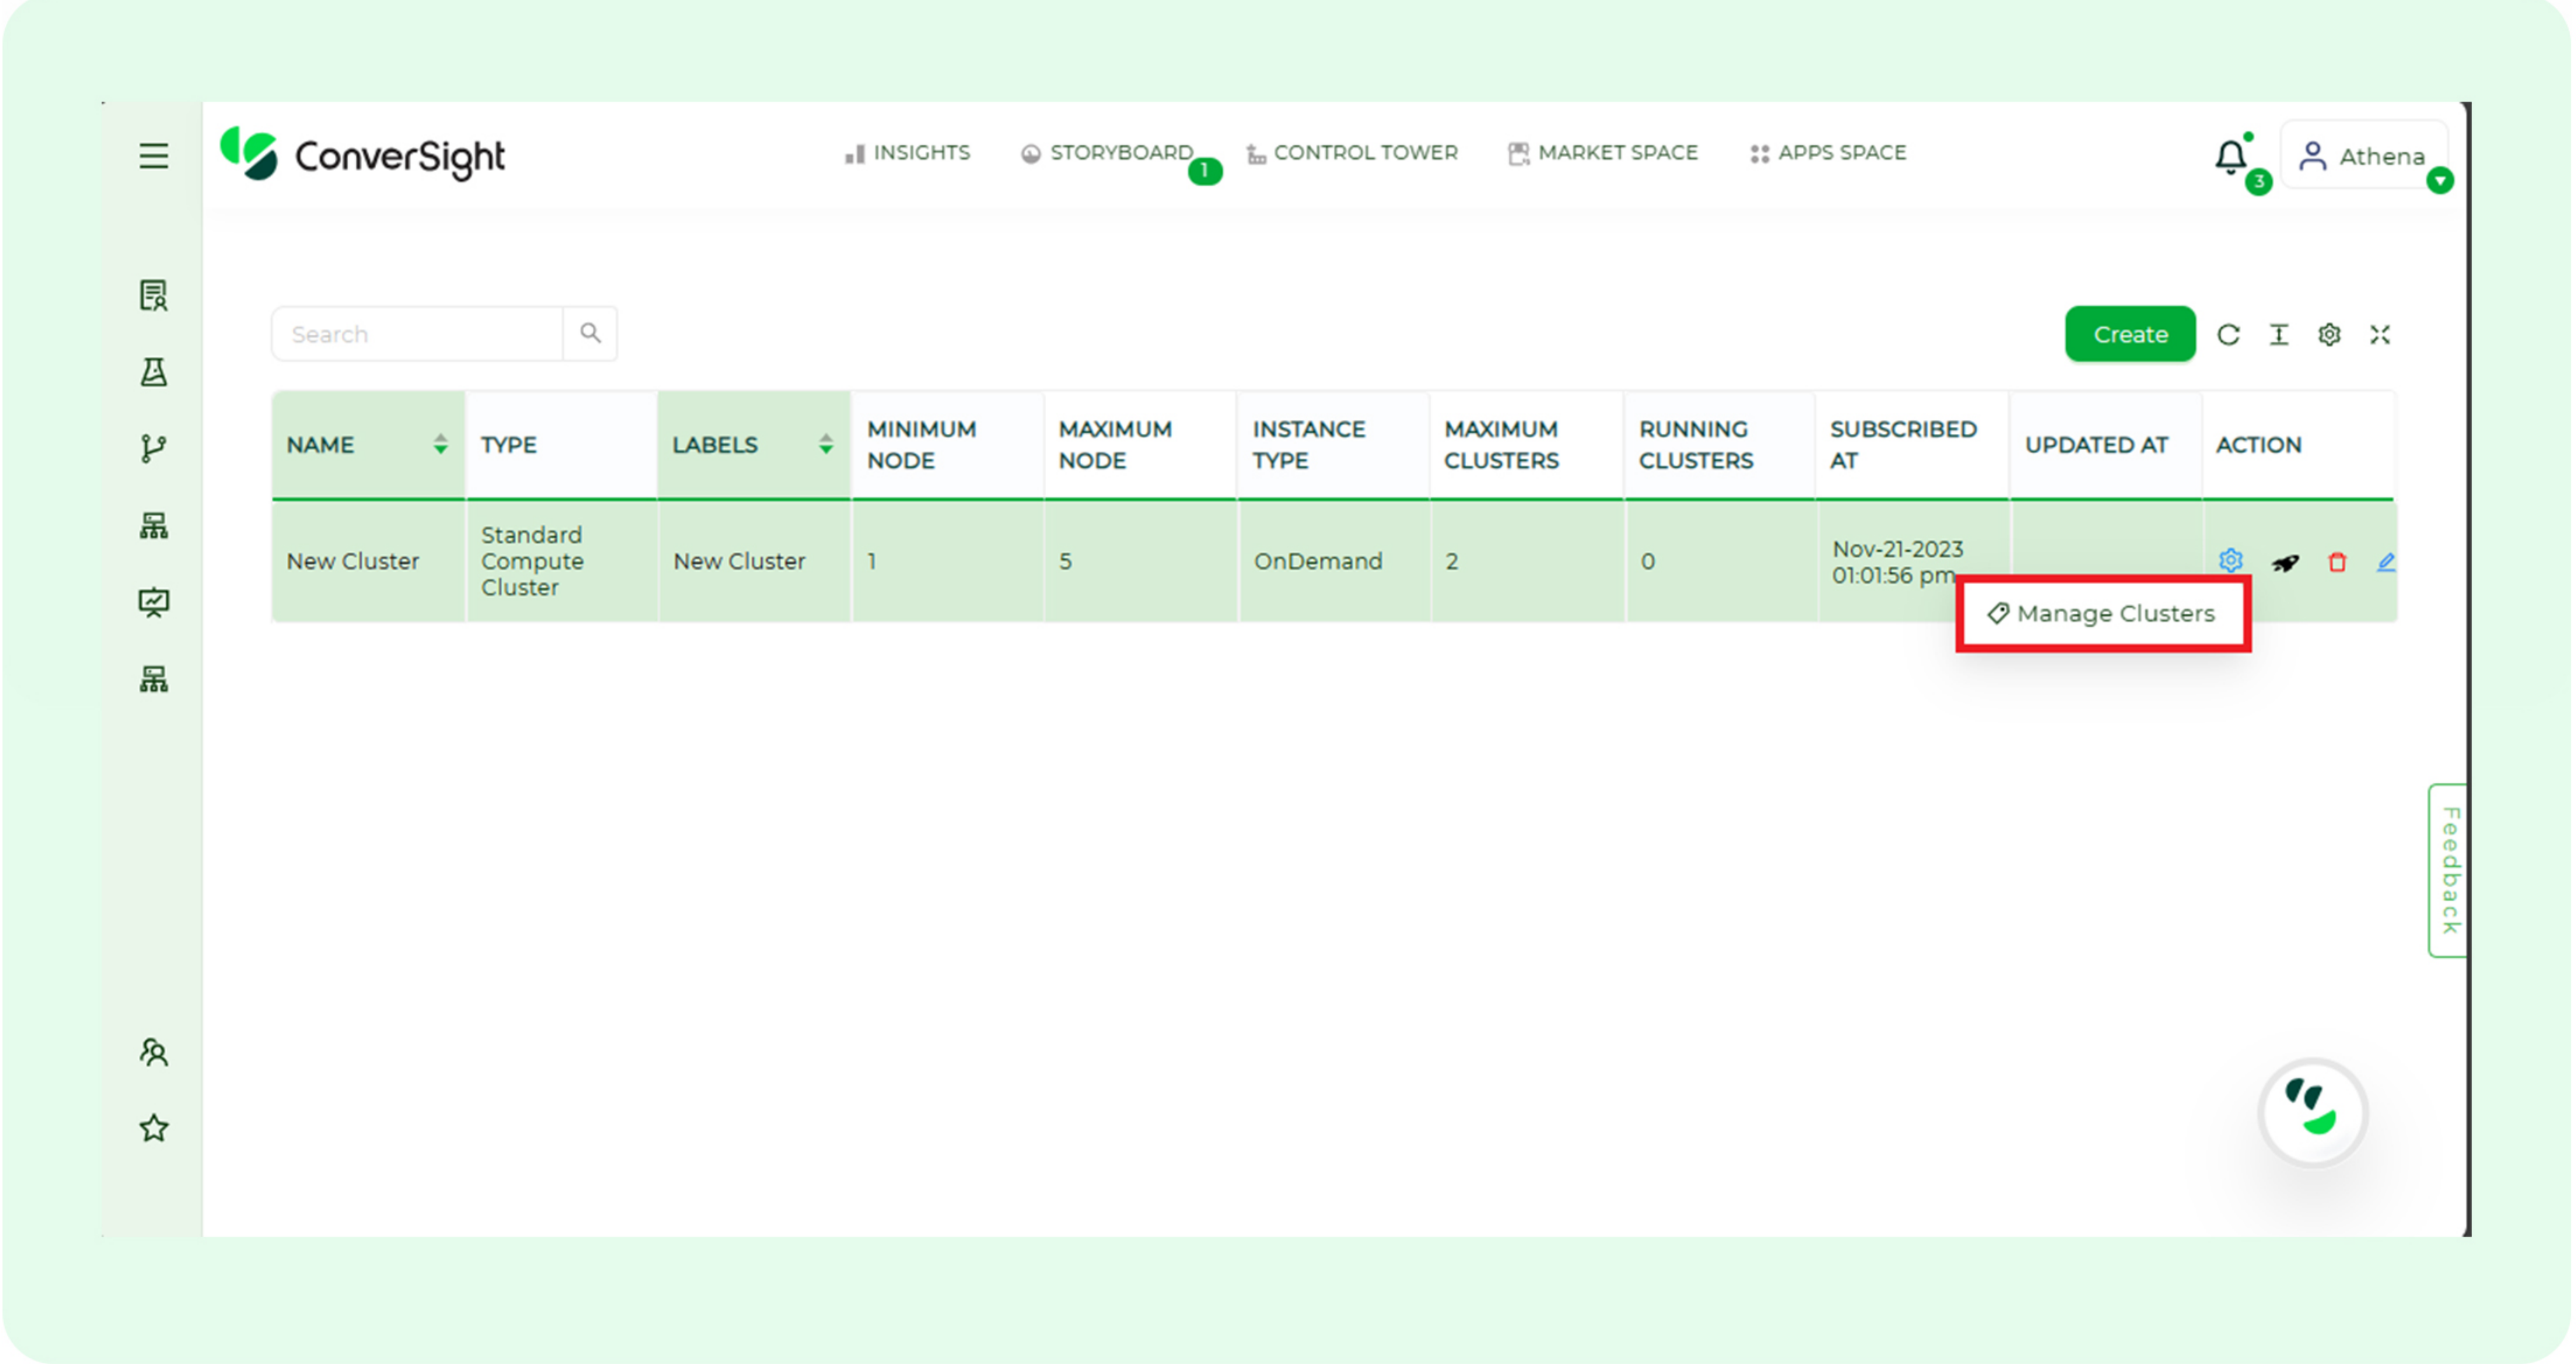 ConverSight
INSIGHTS
STORYBOARD
1
CONTROL TOWER
MARKET SPACE
APPS SPACE
3
Athena
Search
Create
NAME
TYPE
LABELS
MINIMUM
NODE
MAXIMUM
NODE
INSTANCE
TYPE
MAXIMUM
CLUSTERS
RUNNING
CLUSTERS
SUBSCRIBED
AT
UPDATED AT
ACTION
New Cluster
Standard
Compute
Cluster
New Cluster
1
5
OnDemand
2
0
Nov-21-2023
01:01:56 pm
Manage Clusters
Feedback